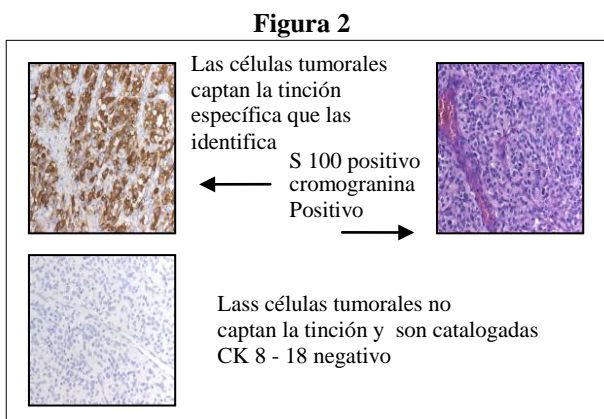 Figura 2
Las células tumorales
captan la tinción
específica que las
identifica
S 100 positivo
cromogranina
Positivo
Lass células tumorales no
captan la tinción y son catalogadas
CK 8 - 18 negativo